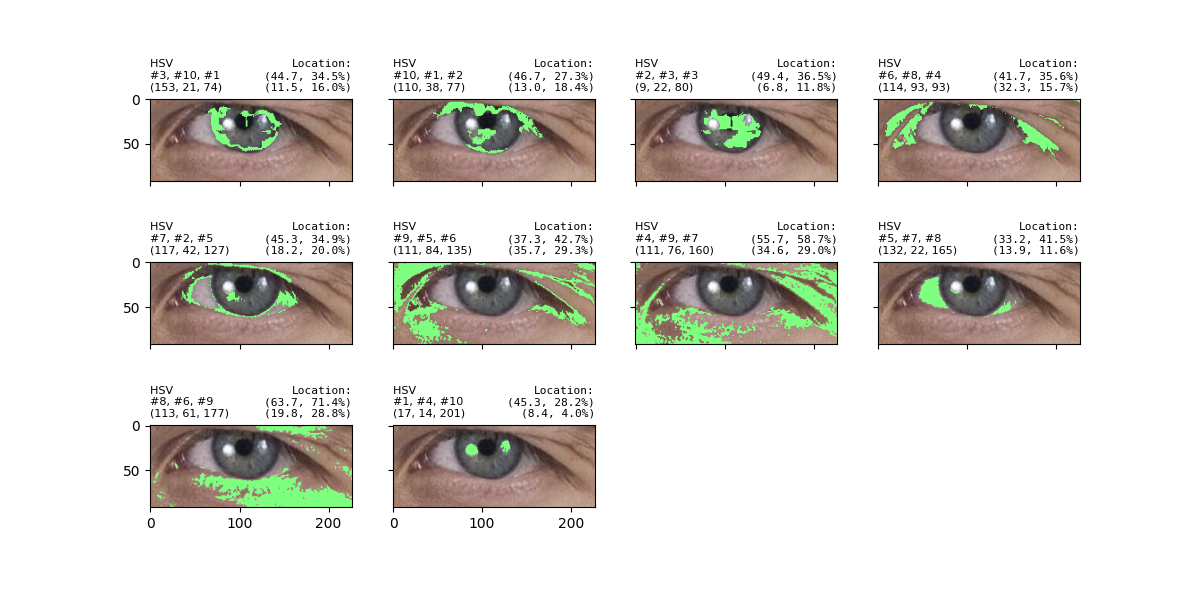 HSV Location:
#3, #10, #1 (44.7, 34.5%)
(153, 21, 74) (11.5, 16.0%)
HSV Location:
#10, #1, #2 (46.7, 27.3%)
(110, 38, 77) (13.0, 18.4%)
HSV Location:
#2, #3, #3 (49.4, 36.5%)
(9, 22, 80) (6.8, 11.8%)
HSV Location:
#6, #8, #4 (41.7, 35.6%)
(114, 93, 93) (32.3, 15.7%)
0
50
HSV Location:
#7, #2, #5 (45.3, 34.9%)
(117, 42, 127) (18.2, 20.0%)
HSV Location:
#9, #5, #6 (37.3, 42.7%)
(111, 84, 135) (35.7, 29.3%)
HSV Location:
#4, #9, #7 (55.7, 58.7%)
(111, 76, 160) (34.6, 29.0%)
HSV Location:
#5, #7, #8 (33.2, 41.5%)
(132, 22, 165) (13.9, 11.6%)
0
50
HSV Location:
#8, #6, #9 (63.7, 71.4%)
(113, 61, 177) (19.8, 28.8%)
HSV Location:
#1, #4, #10 (45.3, 28.2%)
(17, 14, 201) (8.4, 4.0%)
0
50
0 100 200
0 100 200